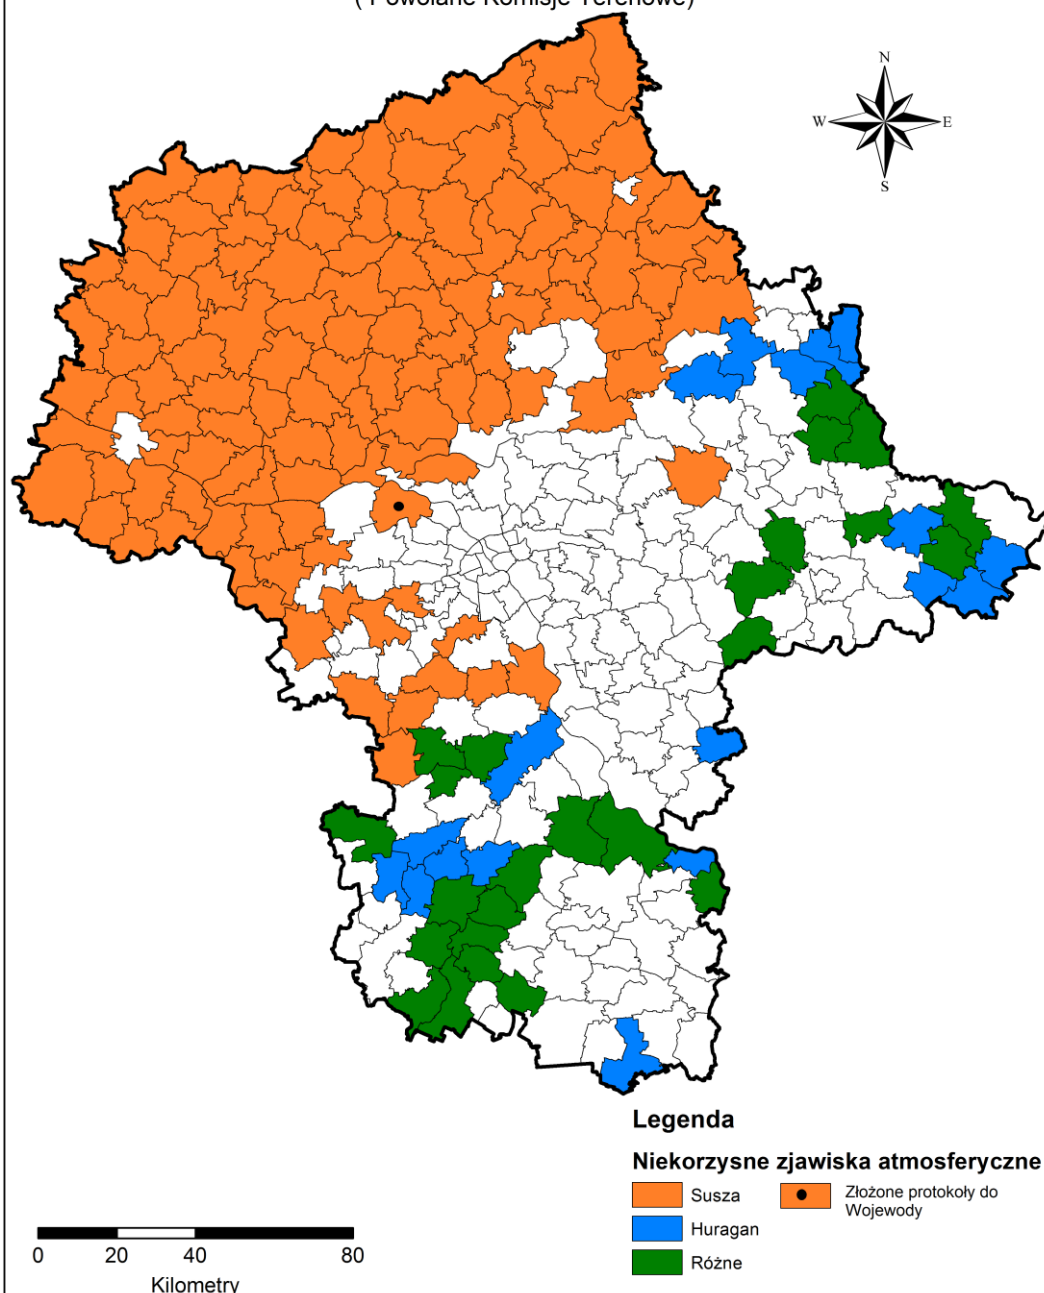 ( Powołane Komisje Terenowe)
N
W E
S
Legenda
Niekorzysne zjawiska atmosferyczne
Susza
Złożone protokoły do
Wojewody
Huragan
Różne
0 20 40 80
Kilometry